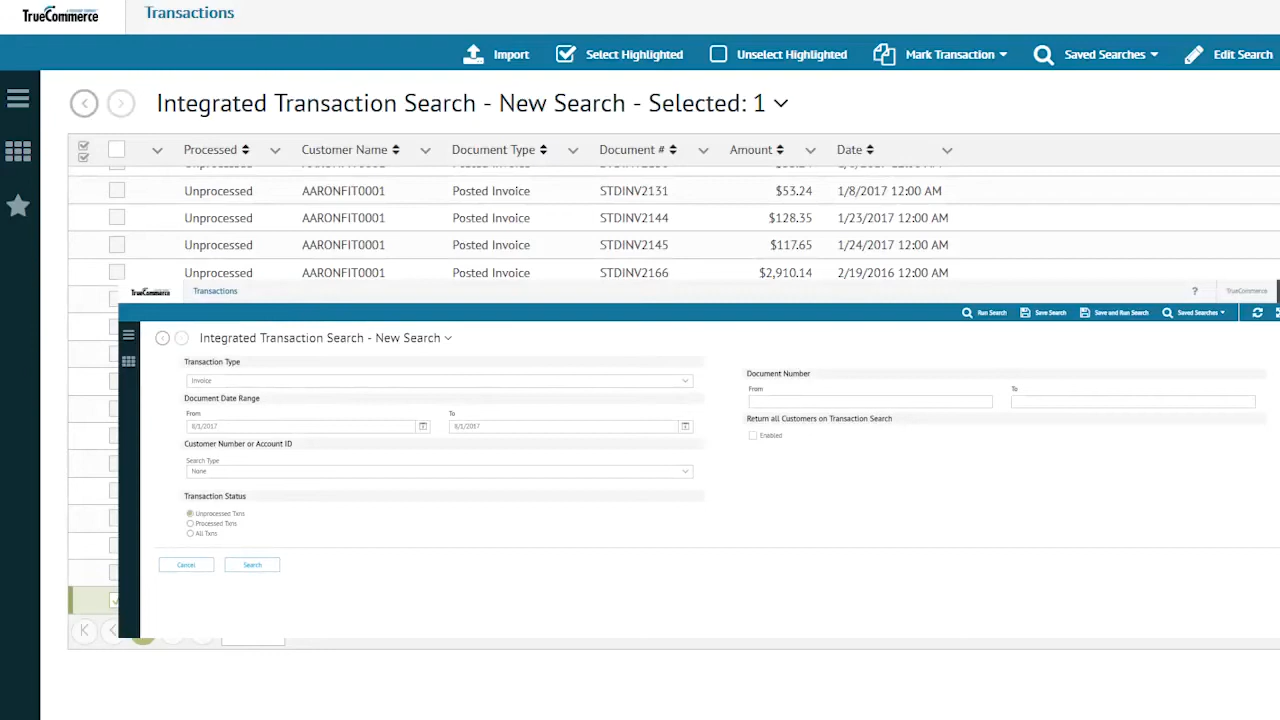 TrueCommerce
Transactions
Import Select Highlighted Unselect Highlighted Mark Transaction Saved Searches Edit Search
Integrated Transaction Search - New Search - Selected: 1
Processed Customer Name Document Type Document # Amount Date
Unprocessed AARONFIT0001 Posted Invoice STDINV2131 $53.24 1/8/2017 12:00 AM
Unprocessed AARONFIT0001 Posted Invoice STDINV2144 $128.35 1/23/2017 12:00 AM
Unprocessed AARONFIT0001 Posted Invoice STDINV2145 $117.65 1/24/2017 12:00 AM
Unprocessed AARONFIT0001 Posted Invoice STDINV2166 $2,910.14 2/19/2016 12:00 AM
TrueCommerce Transactions ? TrueCommerce
Run Search Save Search Save and Run Search Saved Searches
Integrated Transaction Search - New Search
Transaction Type
Invoice
Document Date Range
From To
8/1/2017 8/1/2017
Customer Number or Account ID
Search Type
None
Transaction Status
Unprocessed Txns
Processed Txns
All Txns
Cancel Search
Document Number
From To
Return all Customers on Transaction Search
Enabled